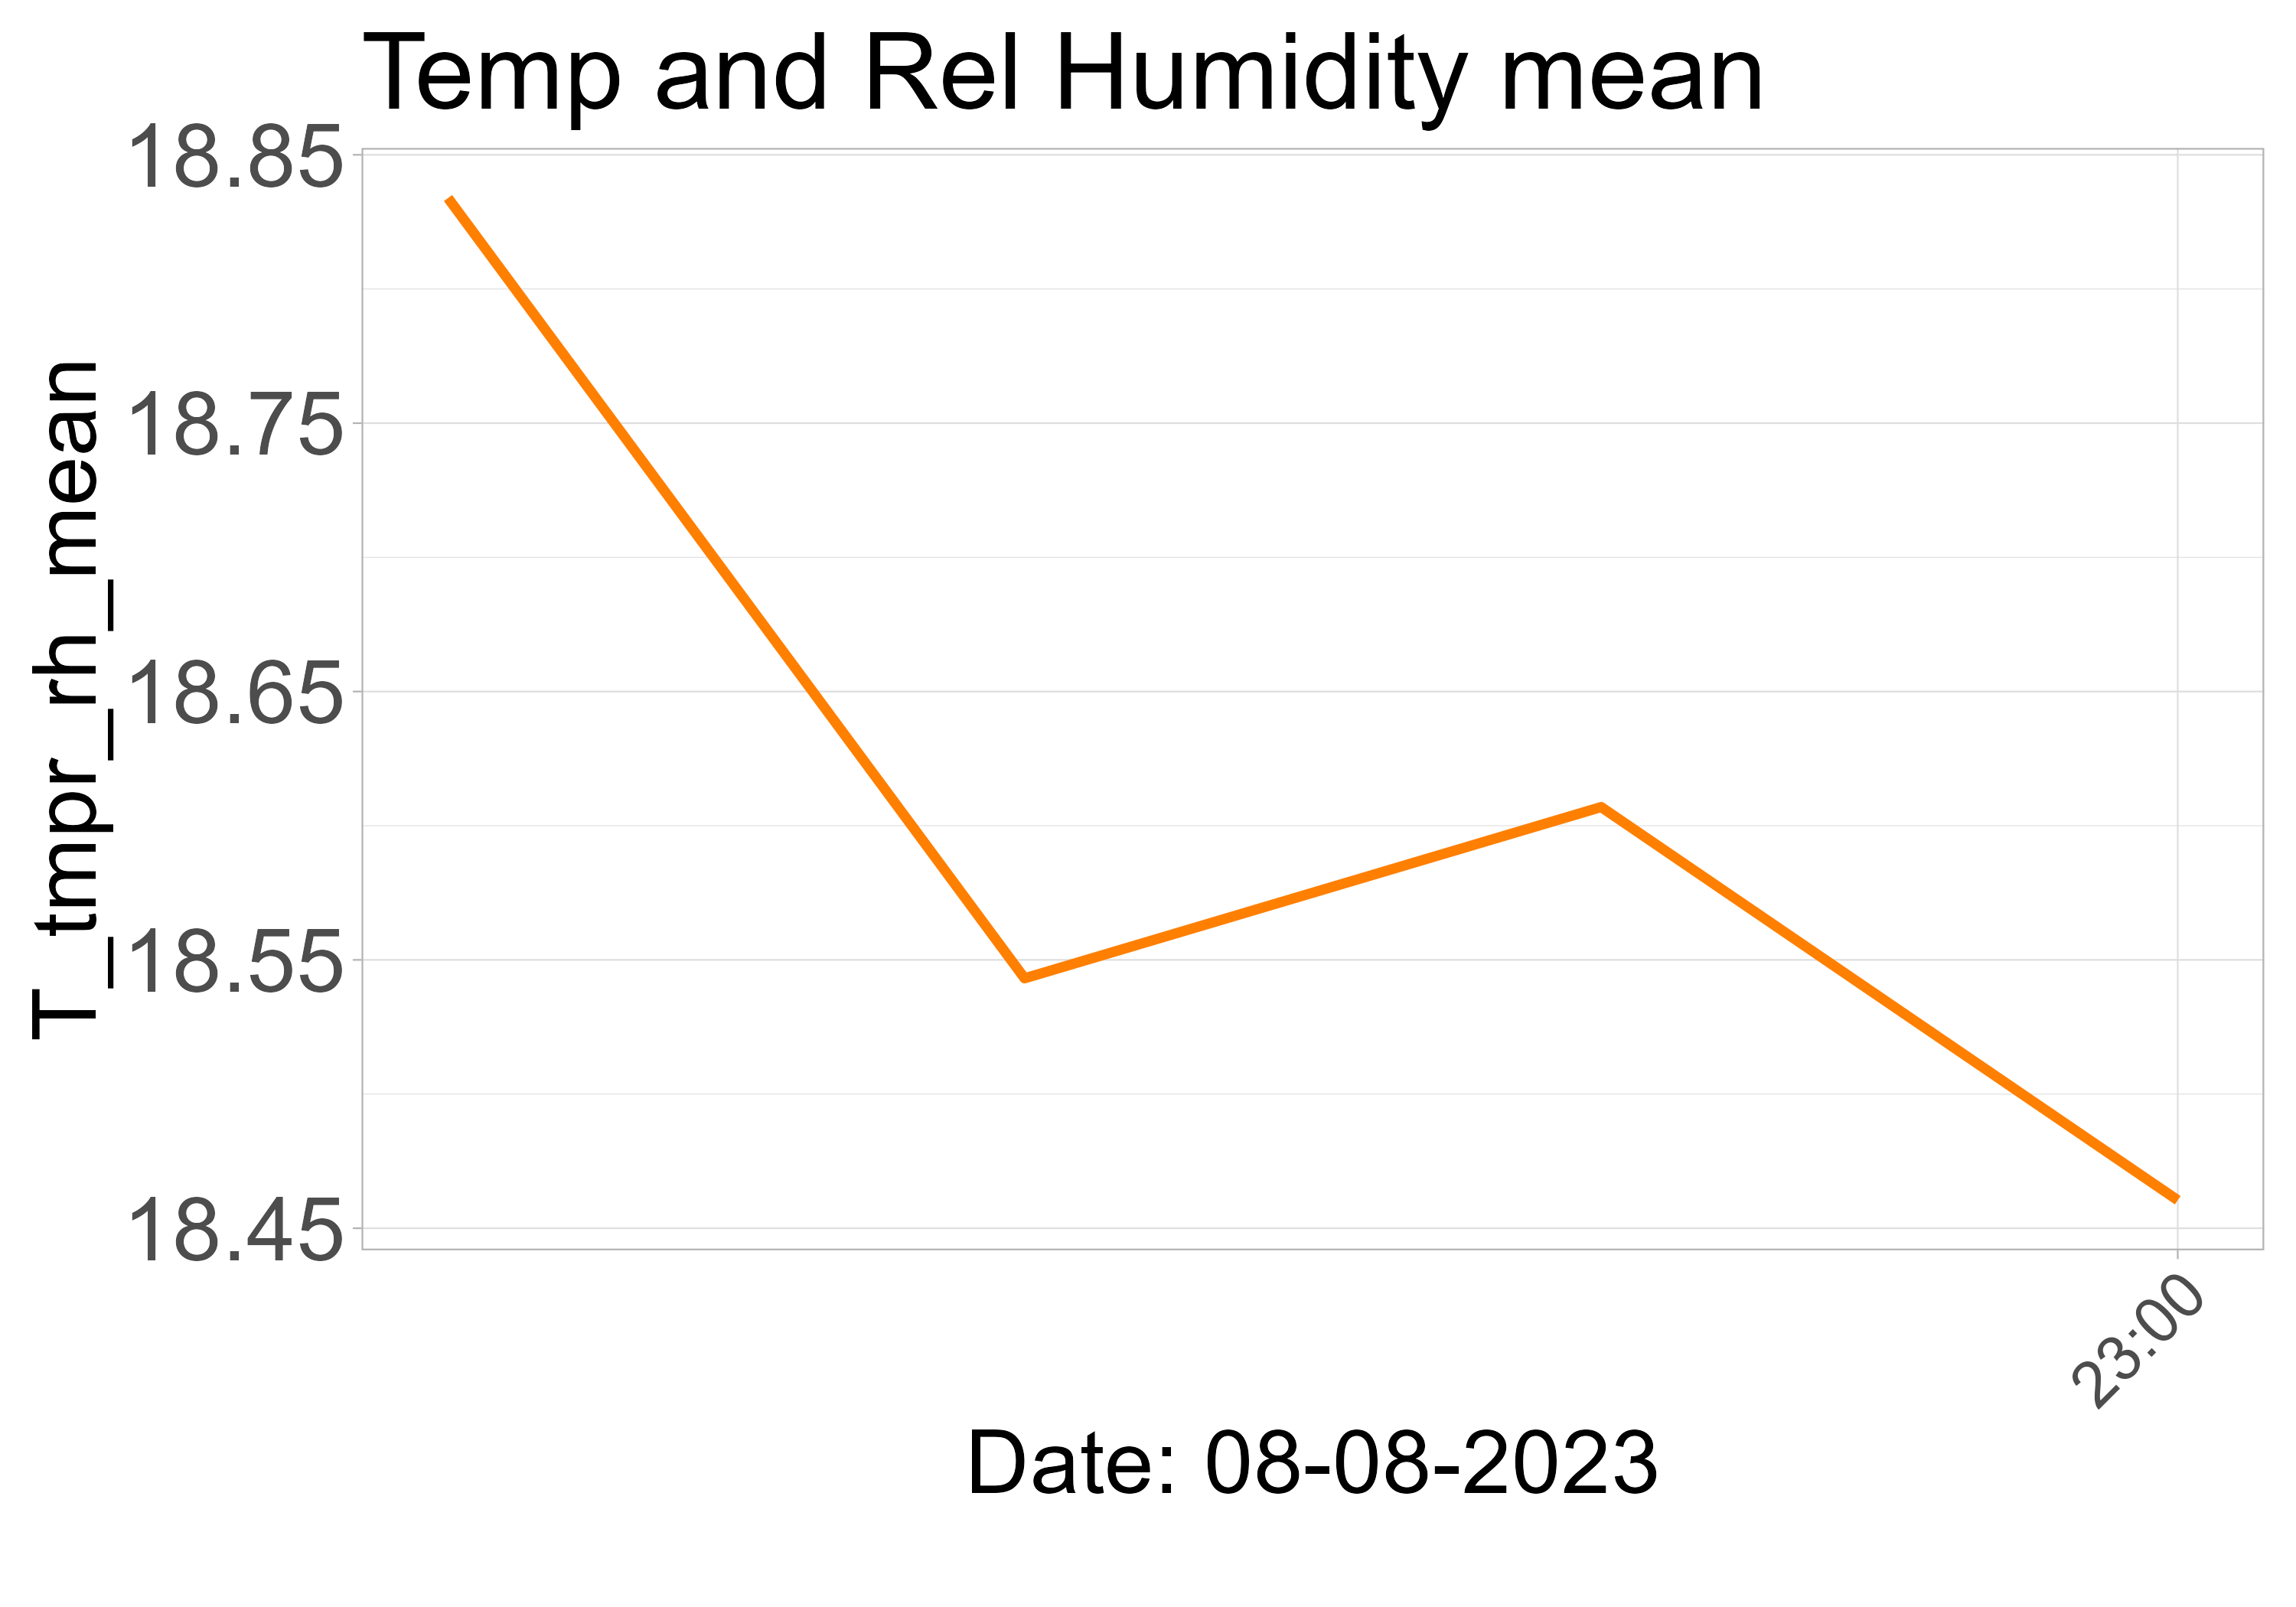 Temp and Rel Humidity mean
T_tmpr_rh_mean
18.85
18.75
18.65
18.55
18.45
23:00
Date: 08-08-2023